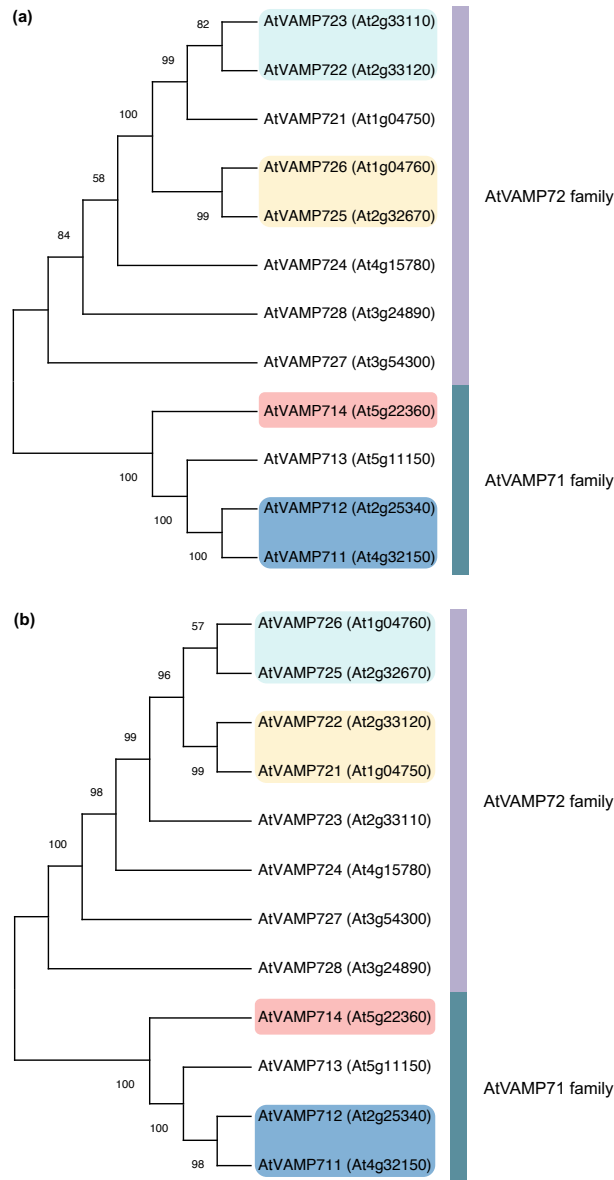 (a)
82
AtVAMP723 (At2g33110)
AtVAMP722 (At2g33120)
99
AtVAMP721 (At1g04750)
100
AtVAMP726 (At1g04760)
99
AtVAMP725 (At2g32670)
58
AtVAMP724 (At4g15780)
84
AtVAMP728 (At3g24890)
AtVAMP727 (At3g54300)
AtVAMP72 family
AtVAMP714 (At5g22360)
100
AtVAMP713 (At5g11150)
100
AtVAMP712 (At2g25340)
100
AtVAMP711 (At4g32150)
AtVAMP71 family
(b)
57
AtVAMP726 (At1g04760)
AtVAMP725 (At2g32670)
96
AtVAMP722 (At2g33120)
99
AtVAMP721 (At1g04750)
99
AtVAMP723 (At2g33110)
98
AtVAMP724 (At4g15780)
100
AtVAMP727 (At3g54300)
AtVAMP728 (At3g24890)
AtVAMP72 family
AtVAMP714 (At5g22360)
100
AtVAMP713 (At5g11150)
100
AtVAMP712 (At2g25340)
98
AtVAMP711 (At4g32150)
AtVAMP71 family